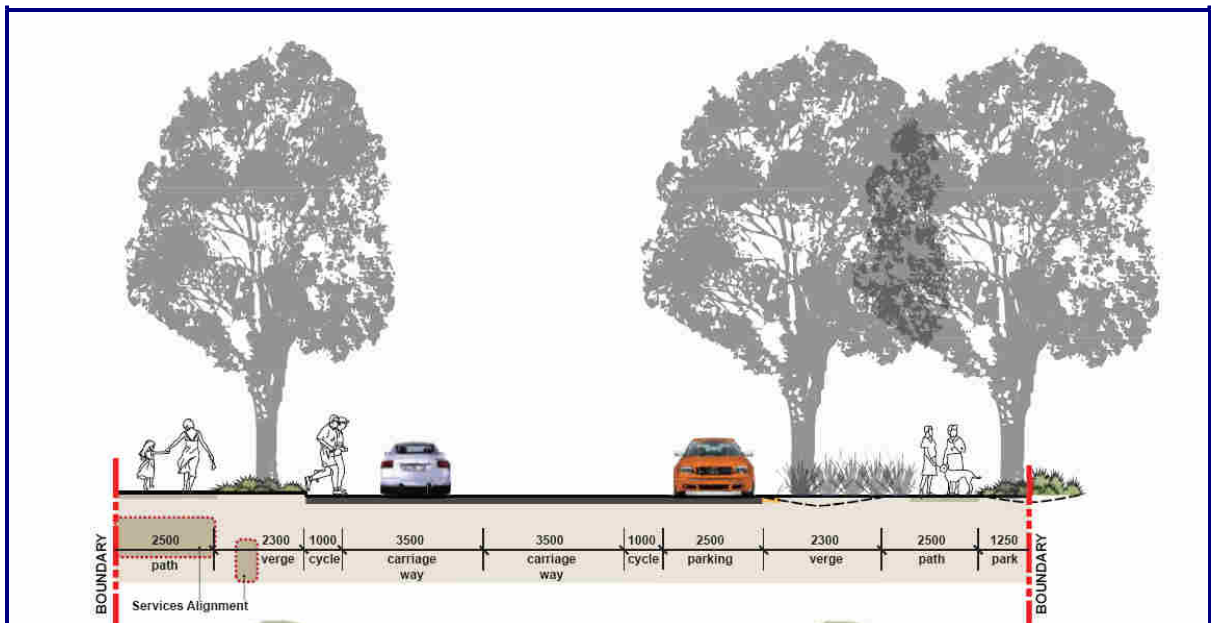 2500 2300 1000 3500 3500 1000 2500 2300 2500 1250
path verge cycle carriage way carriage way cycle parking verge path park
BOUNDARY
BOUNDARY
Services Alignment